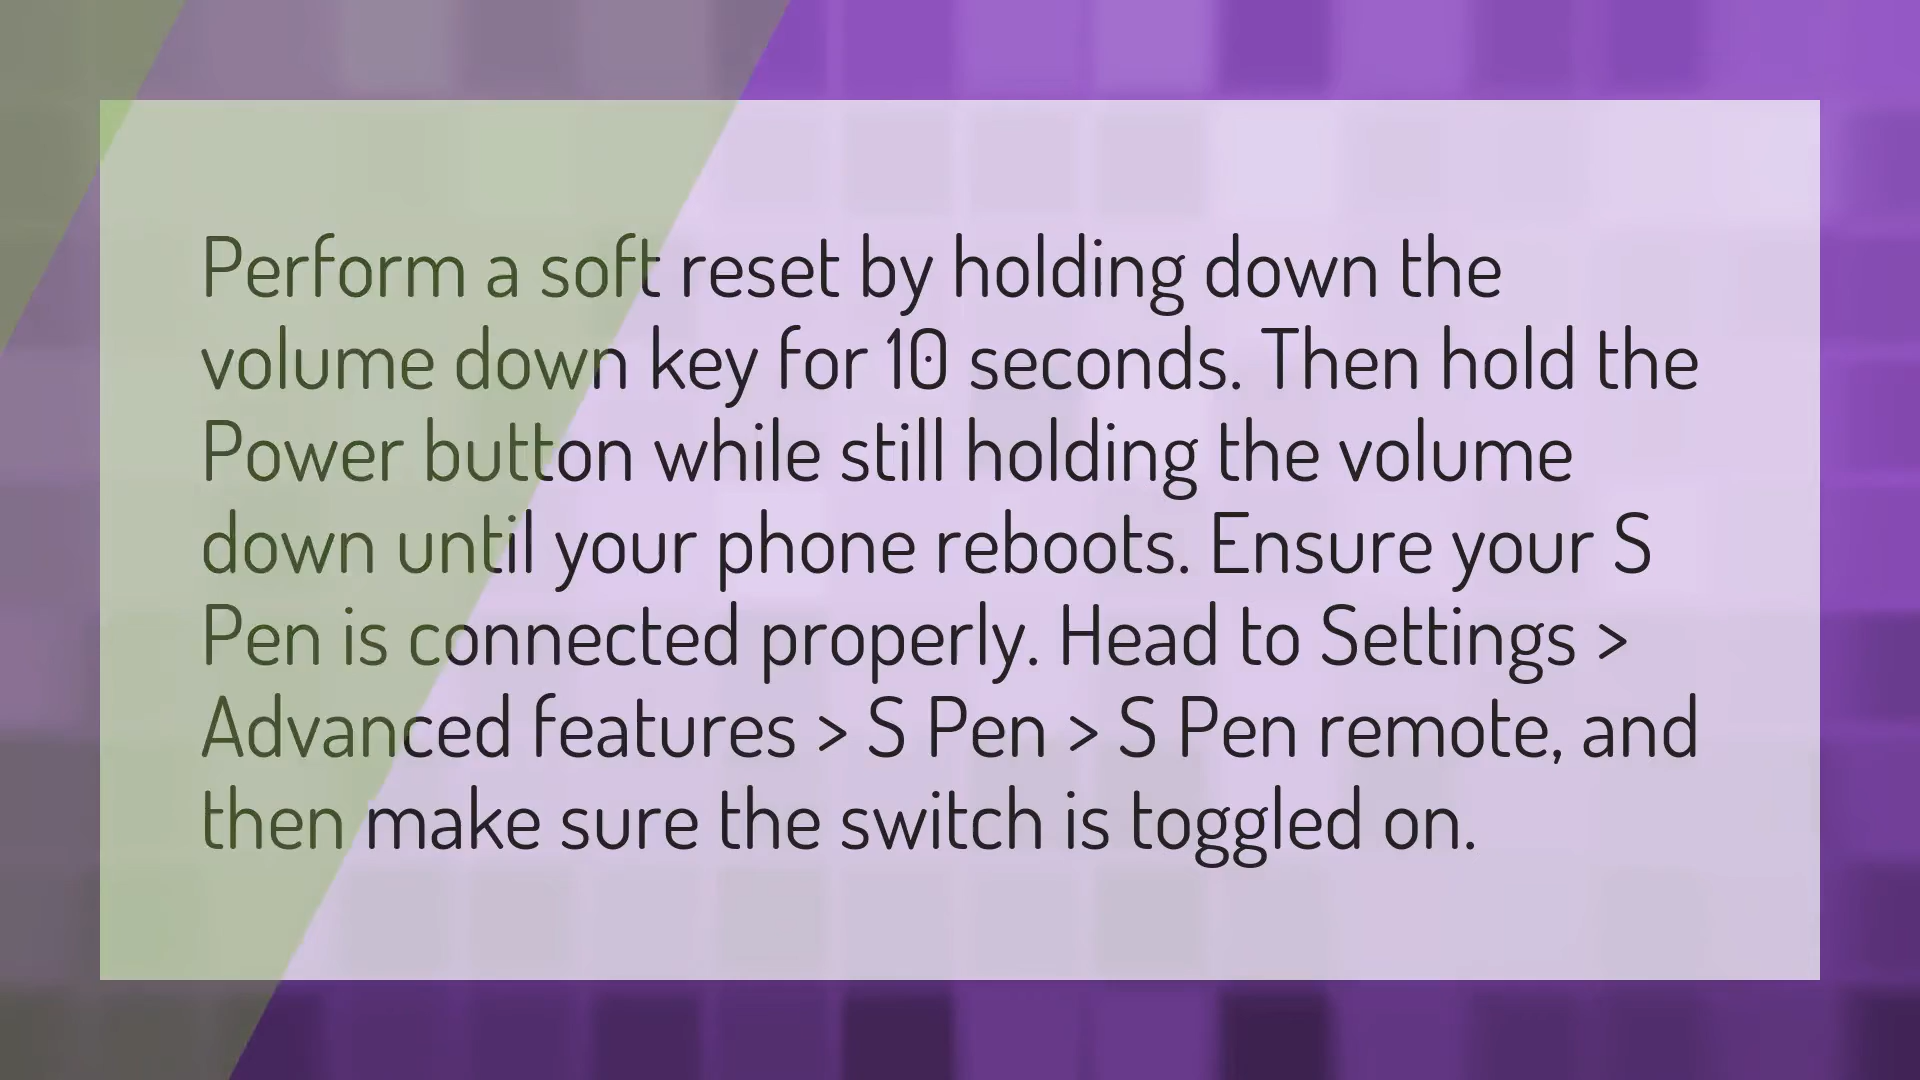 Perform a soft reset by holding down the
volume down key for 10 seconds. Then hold the
Power button while still holding the volume
down until your phone reboots. Ensure your S
Pen is connected properly. Head to Settings >
Advanced features > S Pen > S Pen remote, and
then make sure the switch is toggled on.